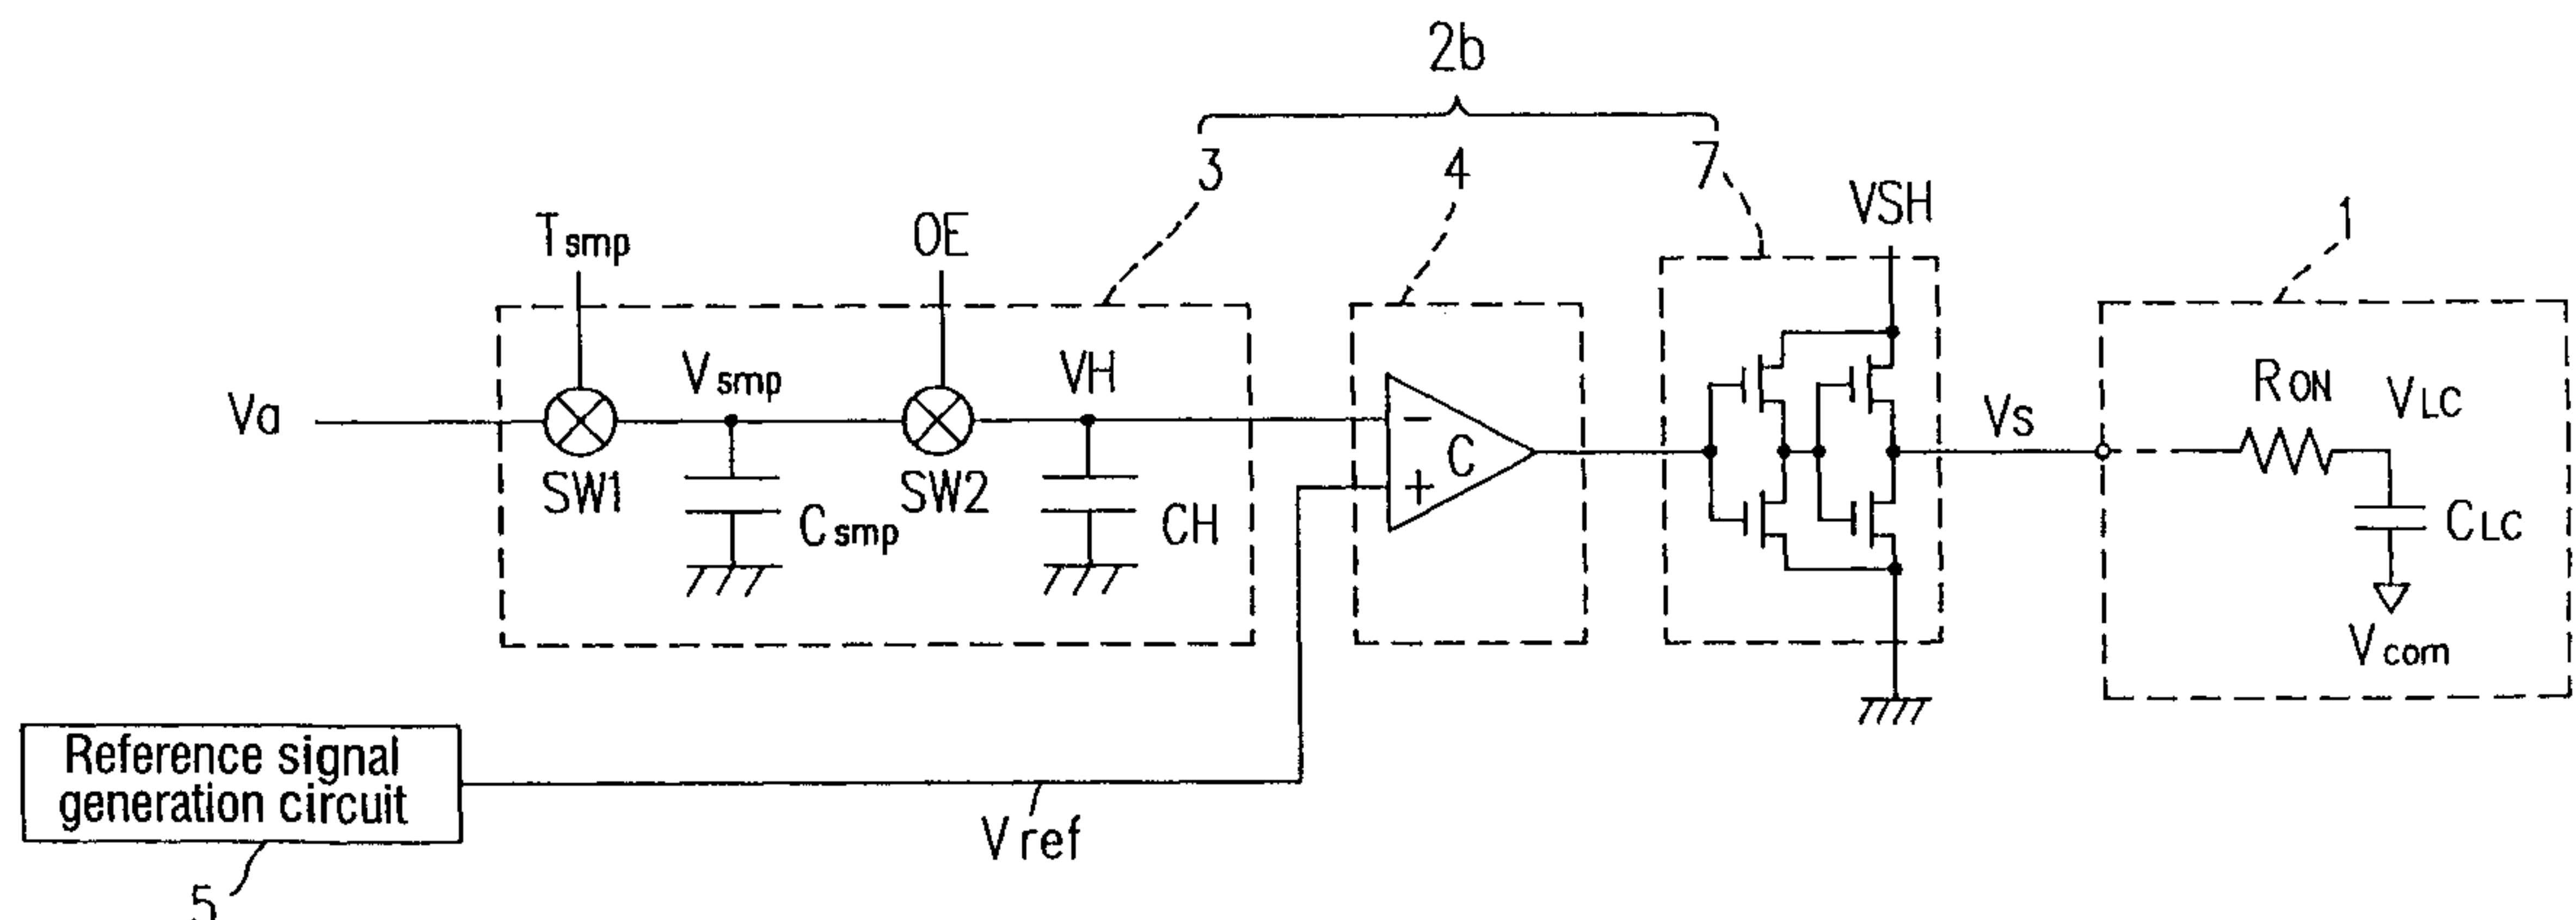 2b
3
4
7
VSH
1
Tsmp
OE
Va
Vsmp
VH
SW1
Csmp
SW2
CH
−
C
+
Vs
RON
VLC
CLC
Vcom
Reference signal
generation circuit
Vref
5